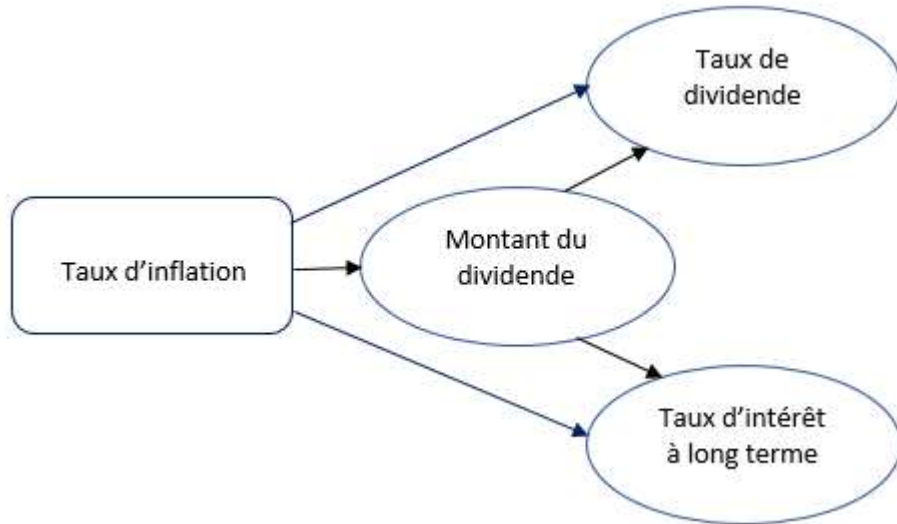 Taux de
dividende
Montant du
dividende
Taux d’inflation
Taux d’intérêt
à long terme